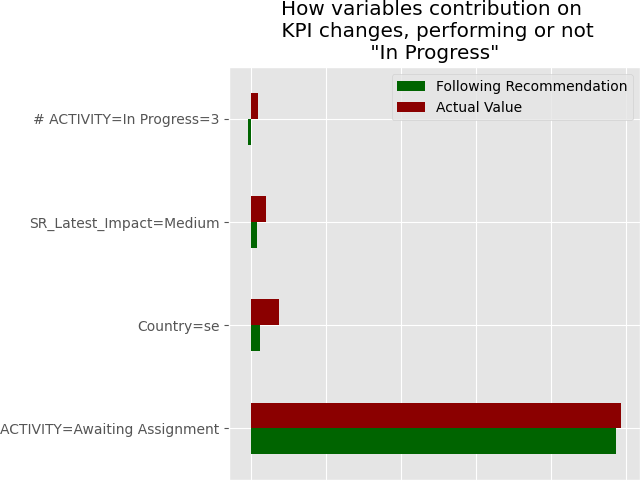 How variables contribution on
KPI changes, performing or not
"In Progress"
Following Recommendation
Actual Value
# ACTIVITY=In Progress=3
SR_Latest_Impact=Medium
Country=se
ACTIVITY=Awaiting Assignment